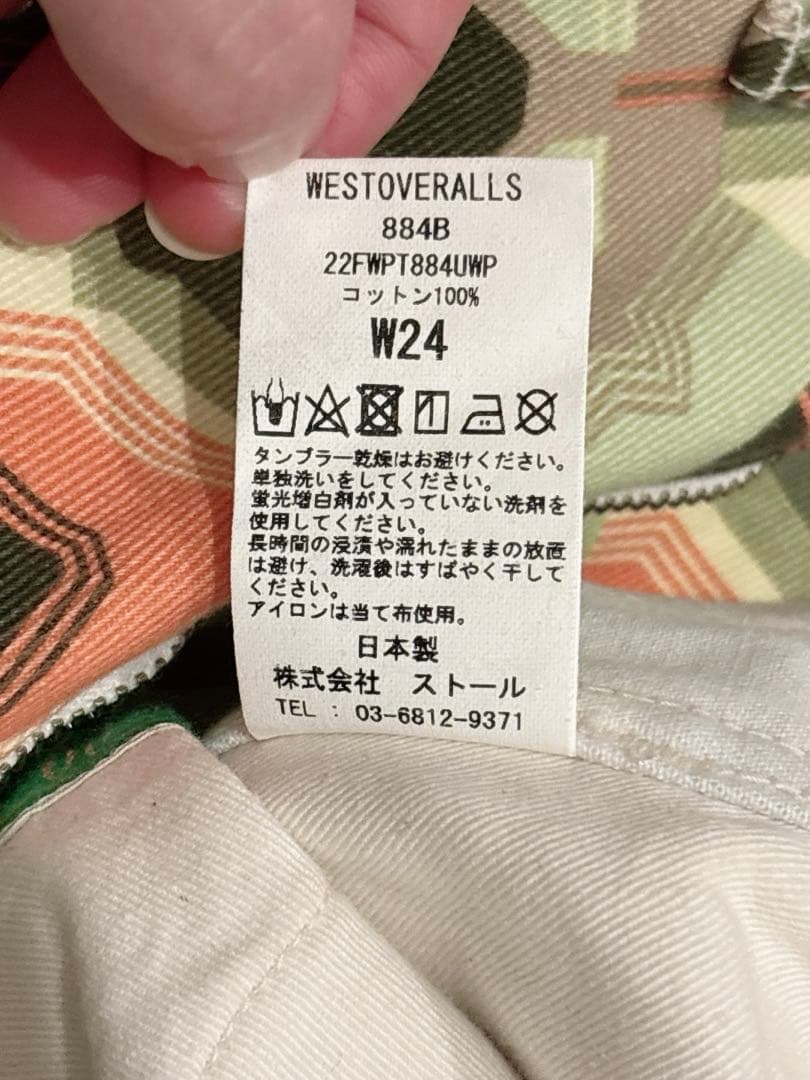 WESTOVERALLS
884B
22FWPT884UWP
コットン100%
W24
タンブラー乾燥はお避けください。
単独洗いをしてください。
蛍光増白剤が入っていない洗剤を
使用してください。
長時間の浸漬や濡れたままの放置
は避け、洗濯後はすばやく干して
ください。
アイロンは当て布使用。
日本製
株式会社 ストール
TEL : 03-6812-9371